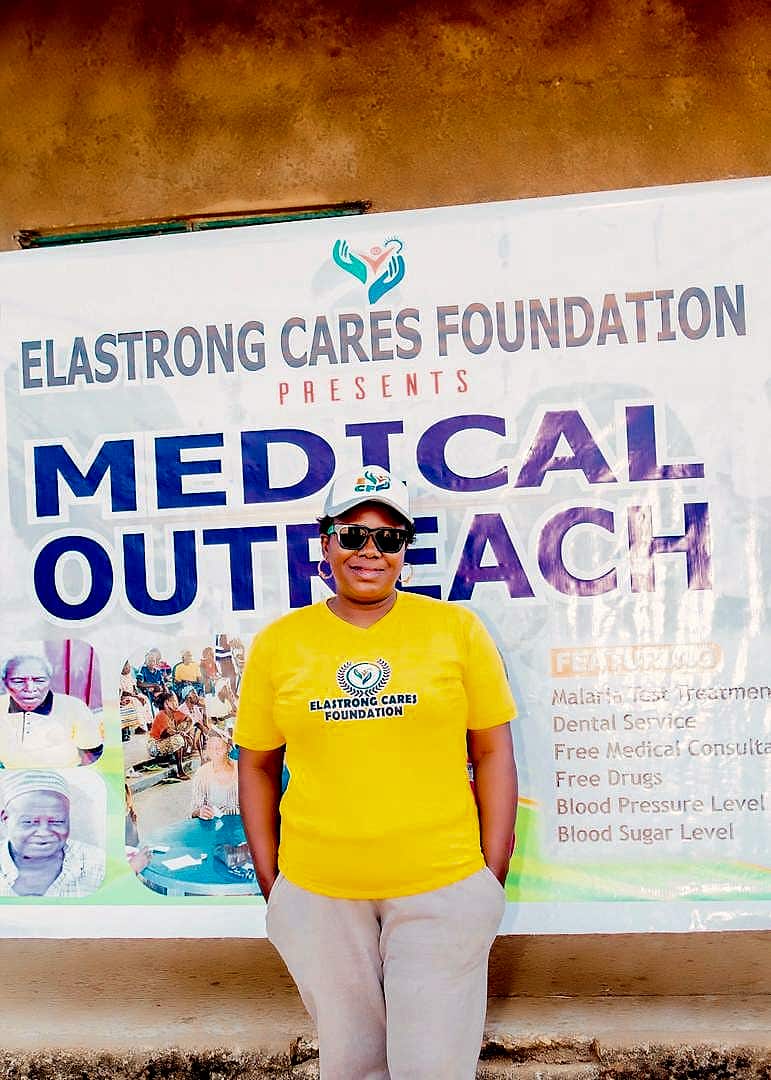 ELASTRONG CARES FOUNDATION
PRESENTS
MEDICAL
OUTREACH
ELASTRONG CARES
FOUNDATION
FEATURING
Malaria Test Treatmen
Dental Service
Free Medical Consulta
Free Drugs
Blood Pressure Level
Blood Sugar Level